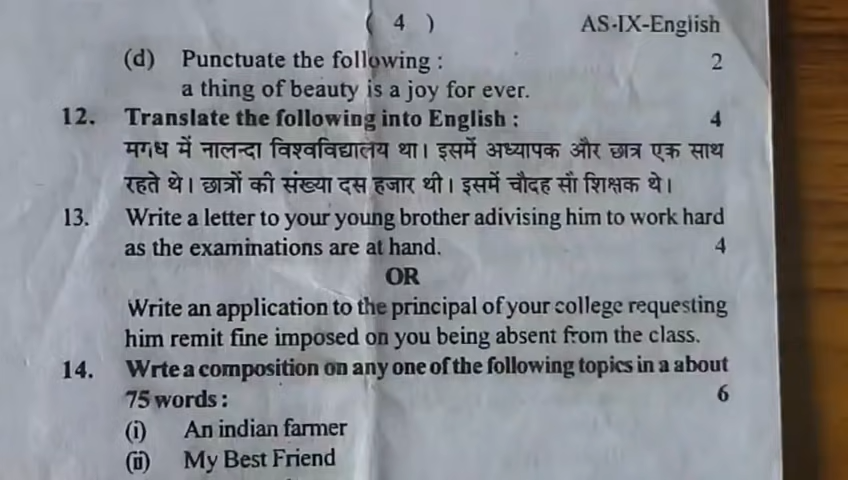 ( 4 ) AS-IX-English
(d) Punctuate the following : 2
a thing of beauty is a joy for ever.
12. Translate the following into English : 4
मगध में नालन्दा विश्वविद्यालय था। इसमें अध्यापक और छात्र एक साथ
रहते थे। छात्रों की संख्या दस हजार थी। इसमें चौदह सौ शिक्षक थे।
13. Write a letter to your young brother adivising him to work hard
as the examinations are at hand. 4
OR
Write an application to the principal of your college requesting
him remit fine imposed on you being absent from the class.
14. Wrte a composition on any one of the following topics in a about
75 words : 6
(i) An indian farmer
(ii) My Best Friend